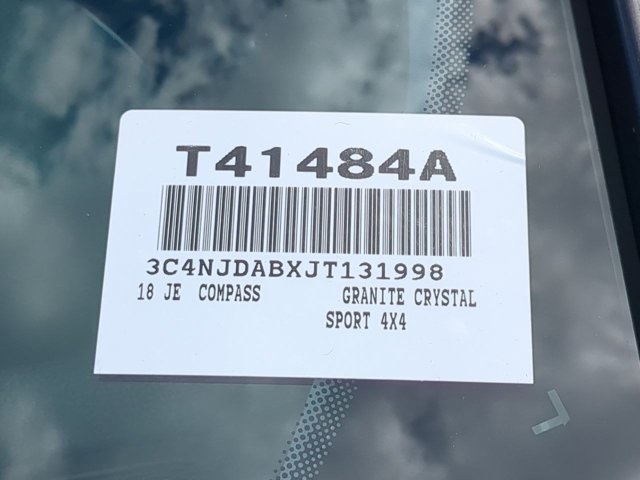 T41484A
3C4NJDABXJT131998
18 JE COMPASS GRANITE CRYSTAL
SPORT 4X4